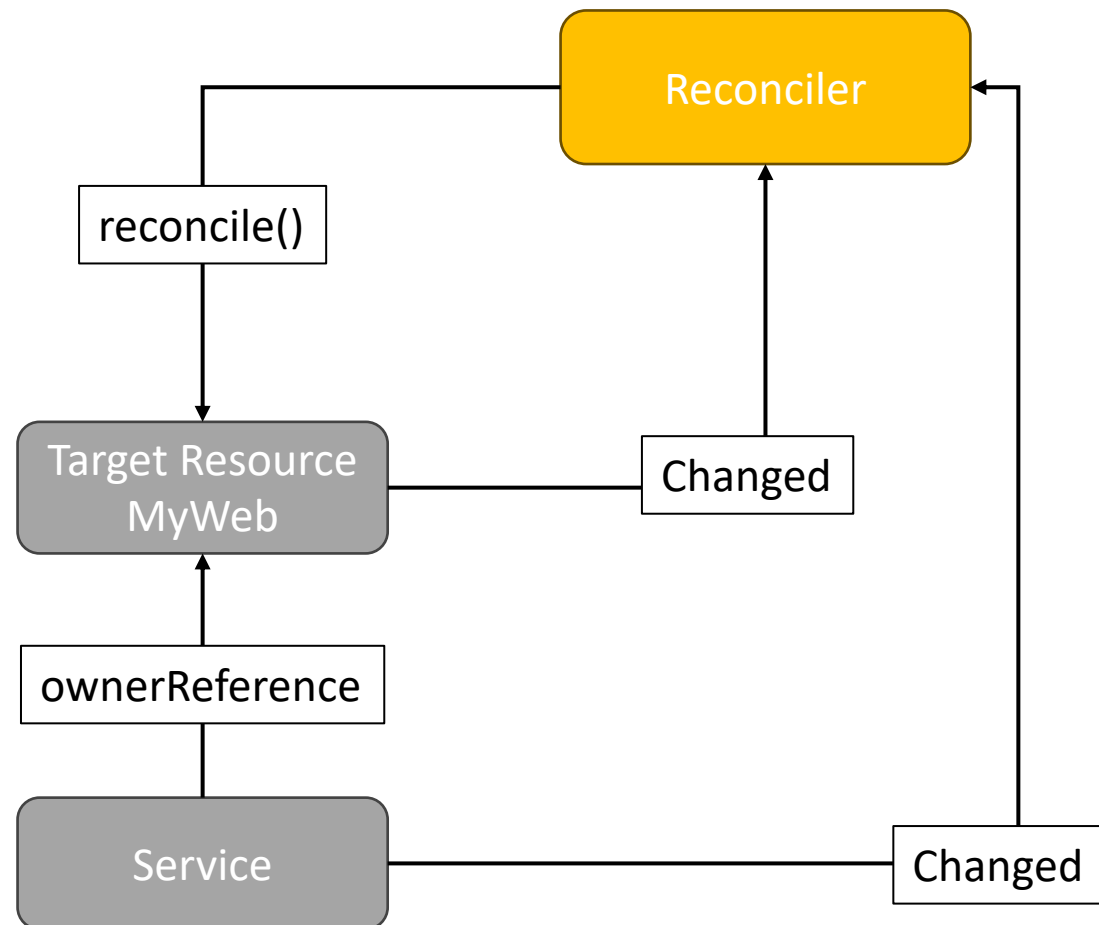 Reconciler
reconcile()
Target Resource
MyWeb
Changed
ownerReference
Service
Changed